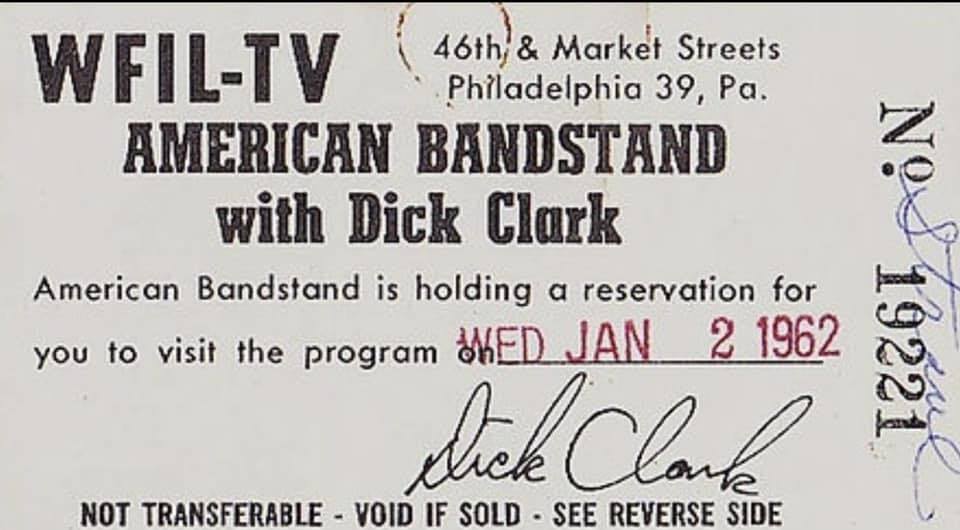 WFIL-TV
46th & Market Streets
Philadelphia 39, Pa.
AMERICAN BANDSTAND
with Dick Clark
American Bandstand is holding a reservation for
you to visit the program on WED JAN 2 1962
Dick Clark
NOT TRANSFERABLE - VOID IF SOLD - SEE REVERSE SIDE
No. 19221